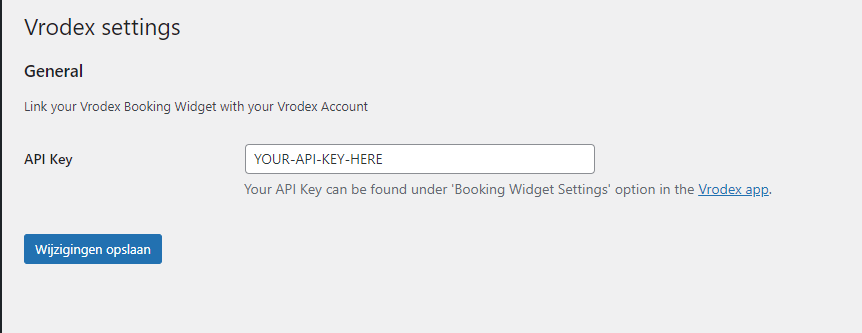 Vrodex settings
General
Link your Vrodex Booking Widget with your Vrodex Account
API Key
YOUR-API-KEY-HERE
Your API Key can be found under 'Booking Widget Settings' option in the Vrodex app.
Wijzigingen opslaan